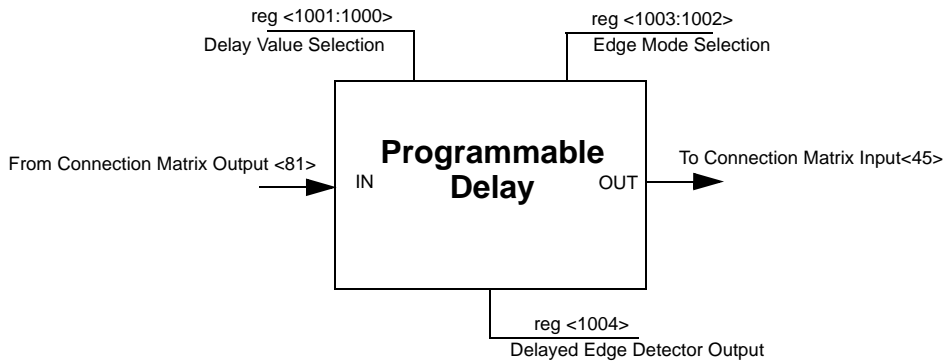 reg <1001:1000>
Delay Value Selection
reg <1003:1002>
Edge Mode Selection
From Connection Matrix Output <81>
IN
Programmable
Delay
OUT
To Connection Matrix Input<45>
reg <1004>
Delayed Edge Detector Output